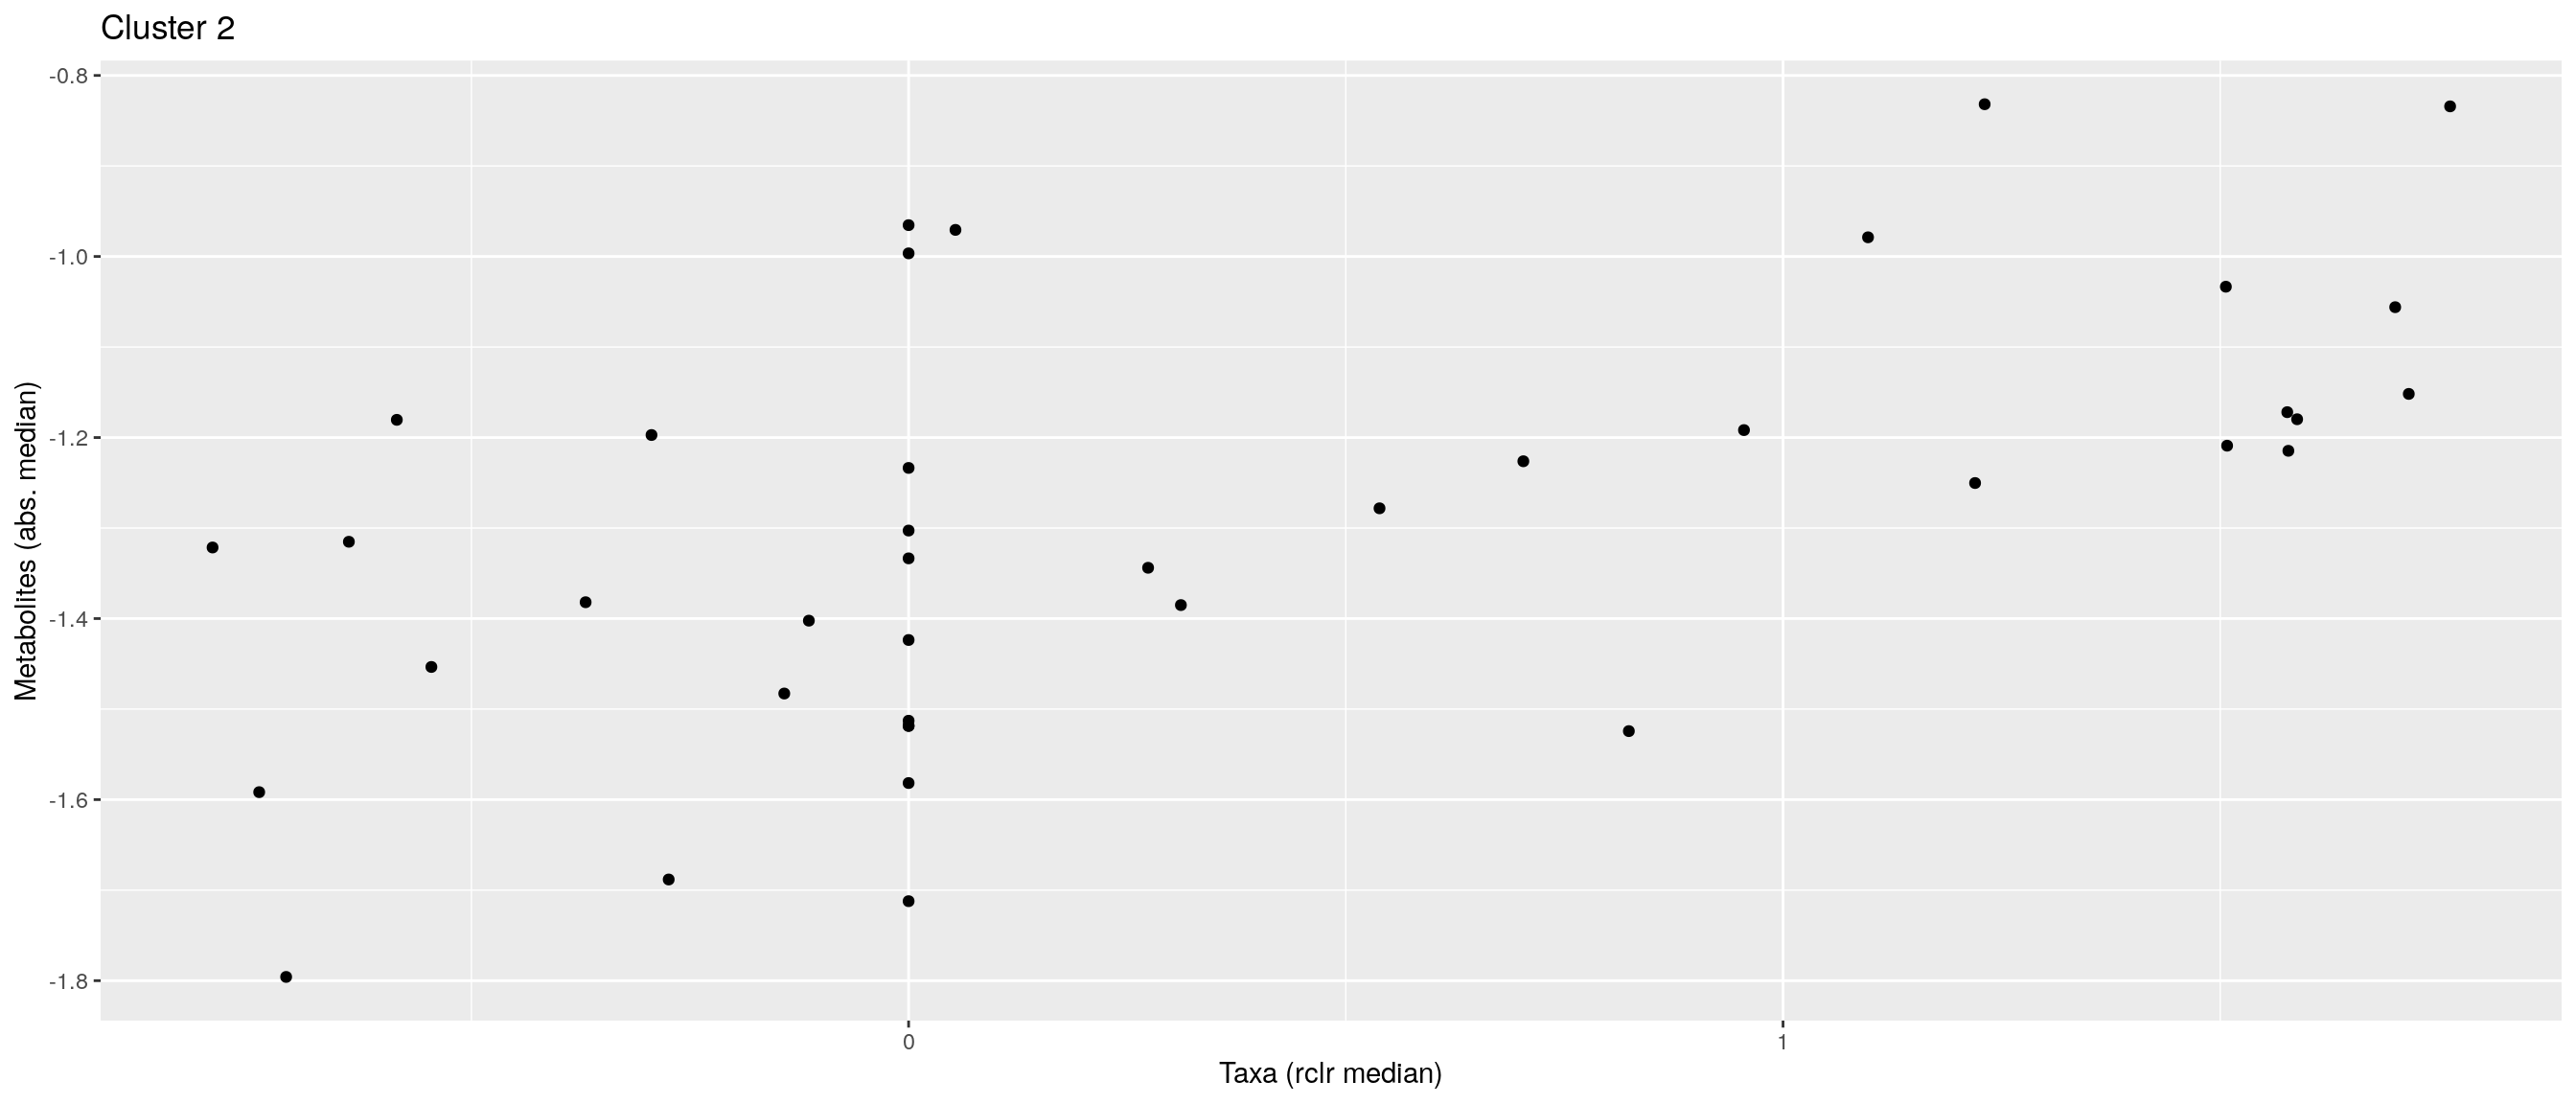 Cluster 2
-0.8
-1.0
-1.2
-1.4
-1.6
-1.8
Metabolites (abs. median)
0 1
Taxa (rclr median)